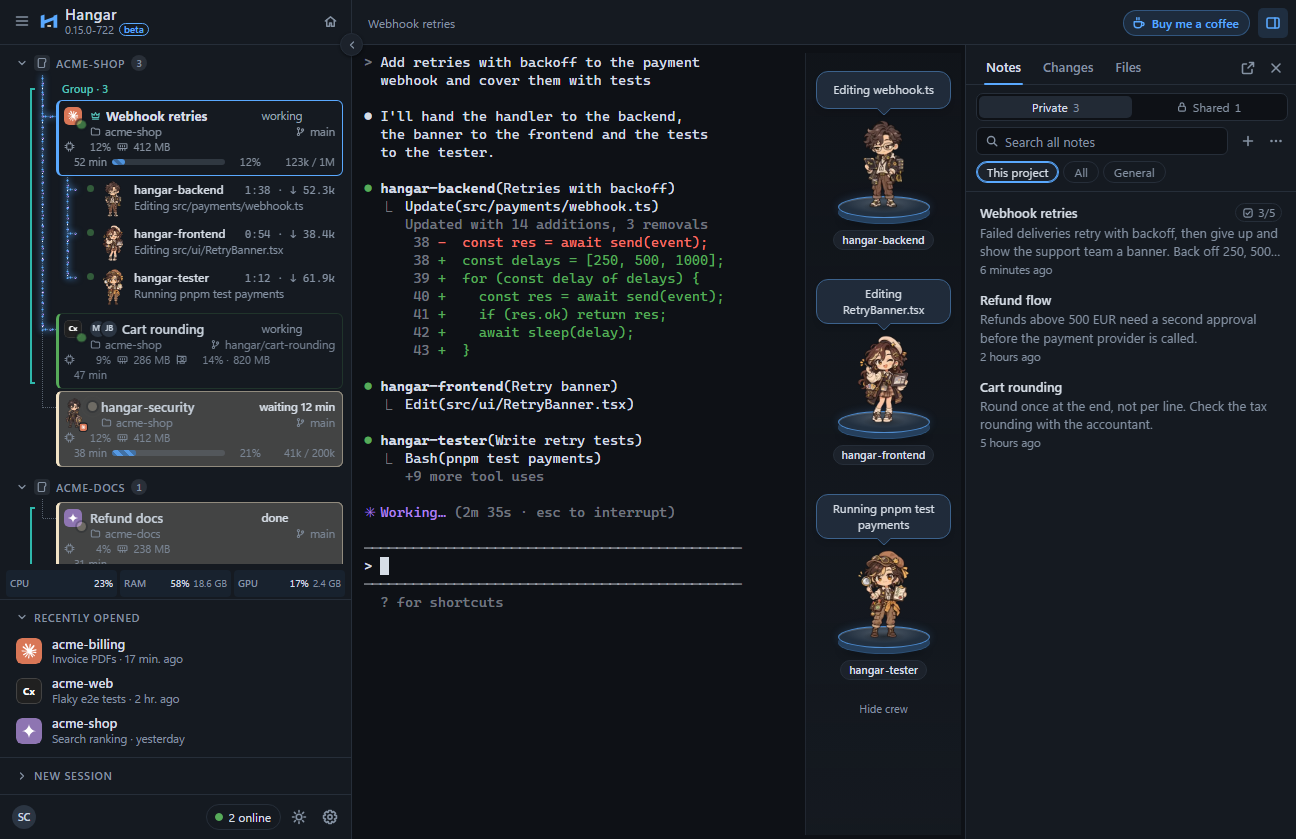 Hangar
0.15.0-722 beta
ACME-SHOP 3
Group · 3
Webhook retries working
acme-shop main
12% 412 MB
52 min 12% 123k / 1M
hangar-backend 1:38 · ↓ 52.3k
Editing src/payments/webhook.ts
hangar-frontend 0:54 · ↓ 38.4k
Editing src/ui/RetryBanner.tsx
hangar-tester 1:12 · ↓ 61.9k
Running pnpm test payments
Cx M JB Cart rounding working
acme-shop hangar/cart-rounding
9% 286 MB 14% · 820 MB
47 min
hangar-security waiting 12 min
acme-shop main
12% 412 MB
38 min 21% 41k / 200k
ACME-DOCS 1
Refund docs done
acme-docs main
4% 238 MB
31 min
CPU 23% RAM 58% 18.6 GB GPU 17% 2.4 GB
RECENTLY OPENED
acme-billing
Invoice PDFs · 17 min. ago
Cx acme-web
Flaky e2e tests · 2 hr. ago
acme-shop
Search ranking · yesterday
NEW SESSION
SC 2 online
Webhook retries
Buy me a coffee
> Add retries with backoff to the payment
webhook and cover them with tests
● I'll hand the handler to the backend,
the banner to the frontend and the tests
to the tester.
● hangar-backend(Retries with backoff)
└ Update(src/payments/webhook.ts)
Updated with 14 additions, 3 removals
38 - const res = await send(event);
38 + const delays = [250, 500, 1000];
39 + for (const delay of delays) {
40 + const res = await send(event);
41 + if (res.ok) return res;
42 + await sleep(delay);
43 + }
● hangar-frontend(Retry banner)
└ Edit(src/ui/RetryBanner.tsx)
● hangar-tester(Write retry tests)
└ Bash(pnpm test payments)
+9 more tool uses
✳ Working… (2m 35s · esc to interrupt)
>
? for shortcuts
Editing webhook.ts
hangar-backend
Editing
RetryBanner.tsx
hangar-frontend
Running pnpm test
payments
hangar-tester
Hide crew
Notes Changes Files
Private 3 Shared 1
Search all notes
This project All General
Webhook retries 3/5
Failed deliveries retry with backoff, then give up and
show the support team a banner. Back off 250, 500…
6 minutes ago
Refund flow
Refunds above 500 EUR need a second approval
before the payment provider is called.
2 hours ago
Cart rounding
Round once at the end, not per line. Check the tax
rounding with the accountant.
5 hours ago